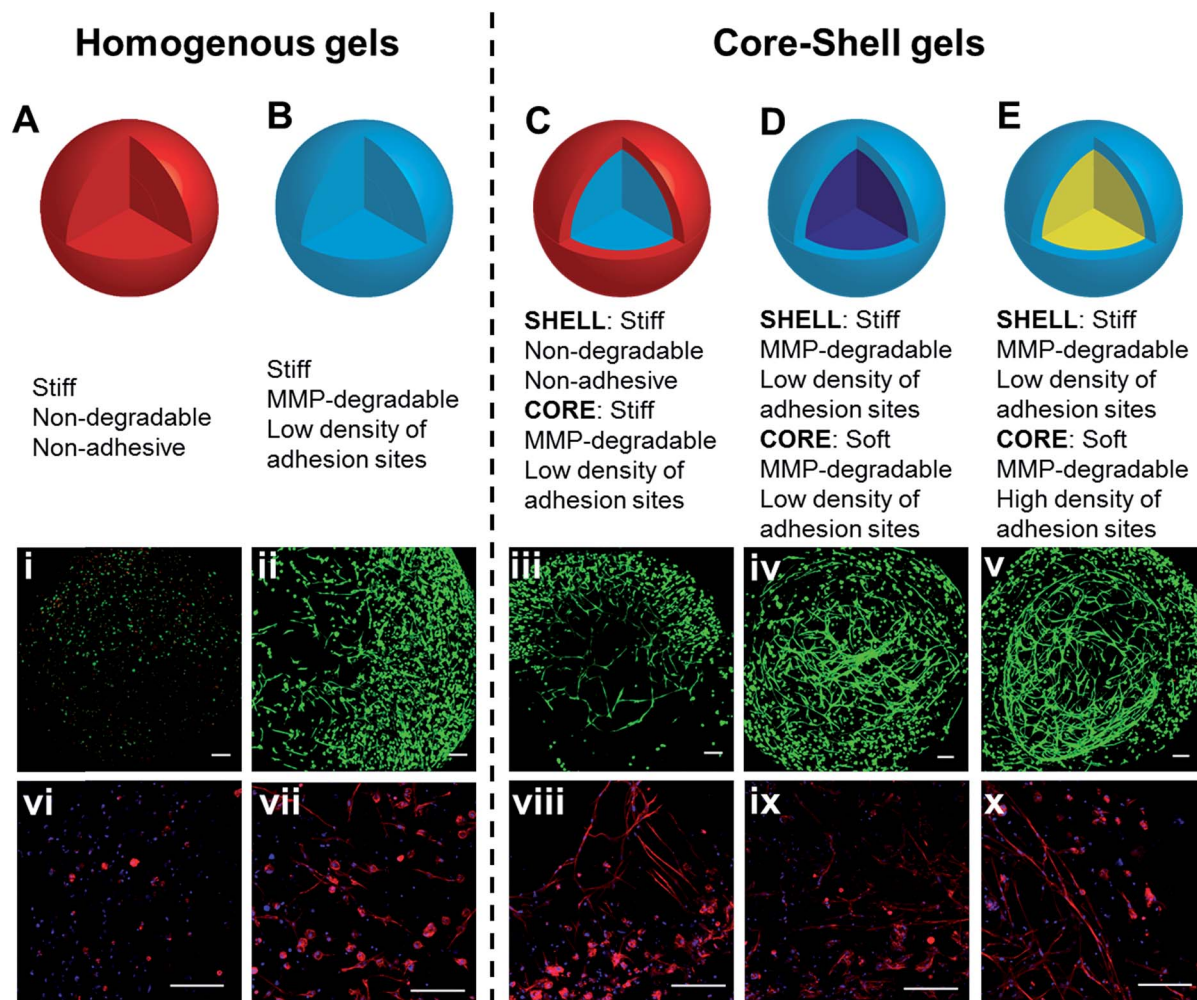 Homogenous gels
Core-Shell gels
A
B
C
D
E
Stiff
Non-degradable
Non-adhesive
Stiff
MMP-degradable
Low density of
adhesion sites
SHELL: Stiff
Non-degradable
Non-adhesive
CORE: Stiff
MMP-degradable
Low density of
adhesion sites
SHELL: Stiff
MMP-degradable
Low density of
adhesion sites
CORE: Soft
MMP-degradable
Low density of
adhesion sites
SHELL: Stiff
MMP-degradable
Low density of
adhesion sites
CORE: Soft
MMP-degradable
High density of
adhesion sites
i
ii
iii
iv
v
vi
vii
viii
ix
x